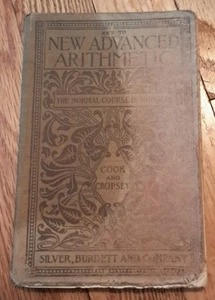 KEY TO
NEW ADVANCED
ARITHMETIC
THE NORMAL COURSE IN NUMBER
COOK
AND
CROPSEY
SILVER, BURDETT AND COMPANY